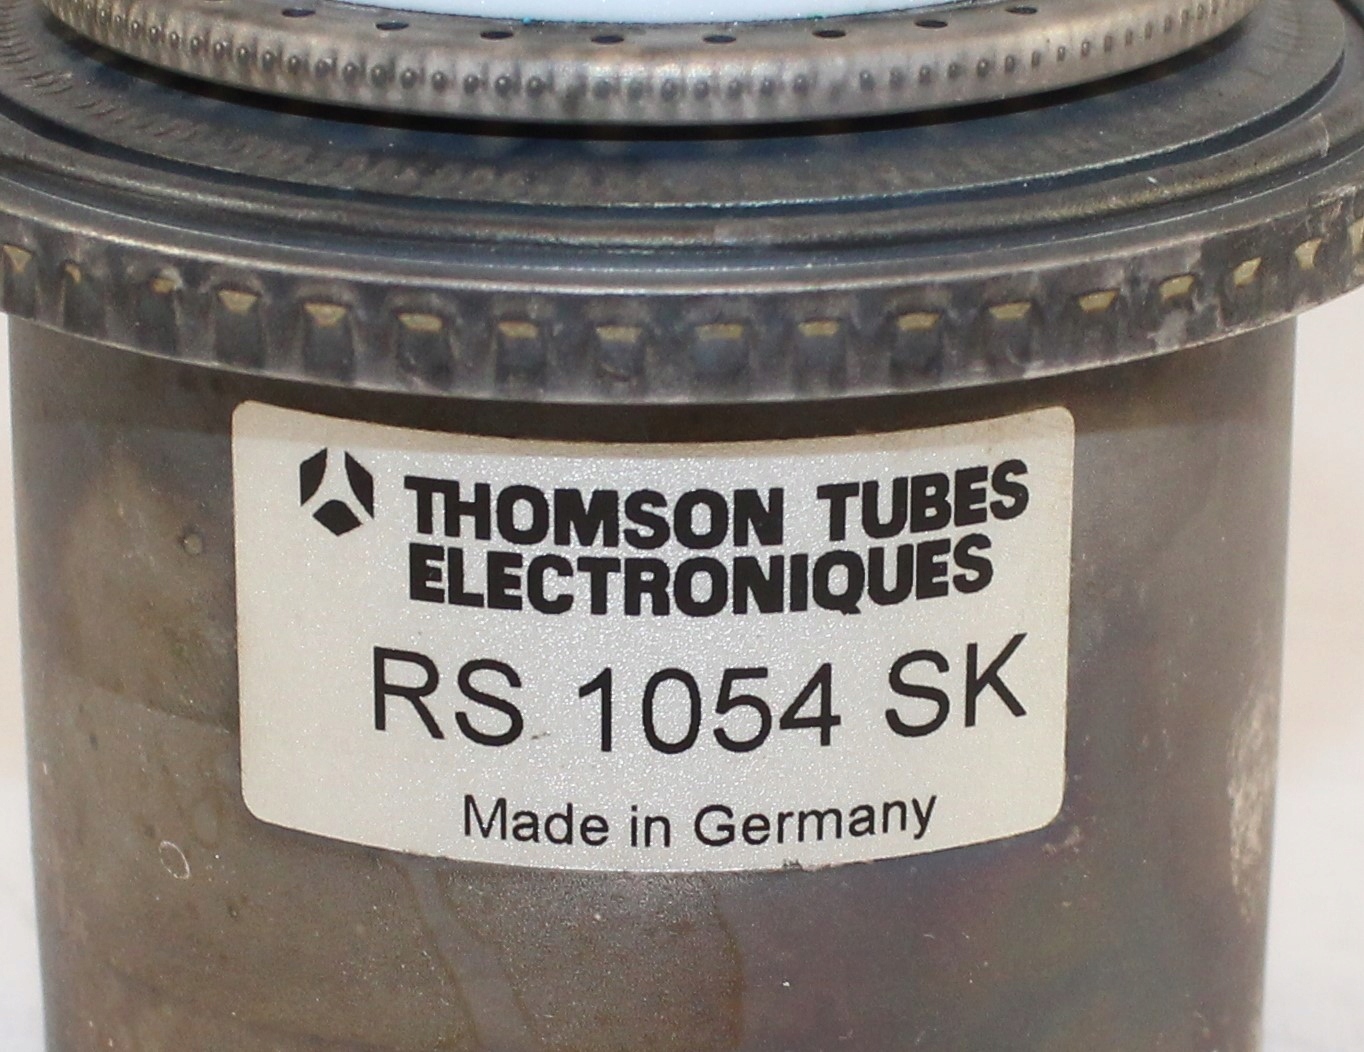 THOMSON TUBES
ELECTRONIQUES
RS 1054 SK
Made in Germany